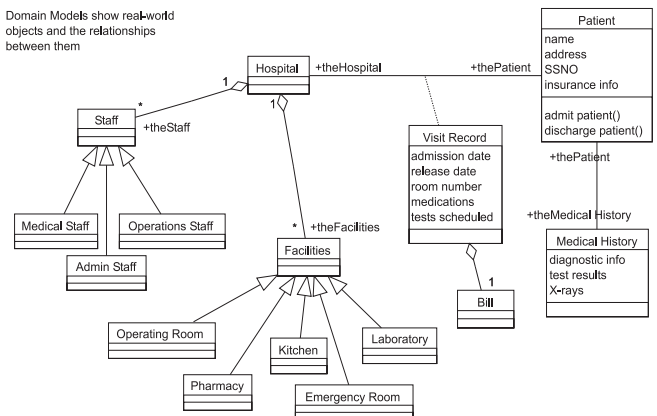 Domain Models show real-world
objects and the relationships
between them
Patient
name
address
SSNO
insurance info
admit patient()
discharge patient()
Hospital
+theHospital
+thePatient
1
1
*
+theStaff
Staff
Visit Record
admission date
release date
room number
medications
tests scheduled
+thePatient
+theMedical History
Medical History
diagnostic info
test results
X-rays
Medical Staff
Operations Staff
Admin Staff
*
+theFacilities
Facilities
1
Bill
Operating Room
Kitchen
Laboratory
Pharmacy
Emergency Room